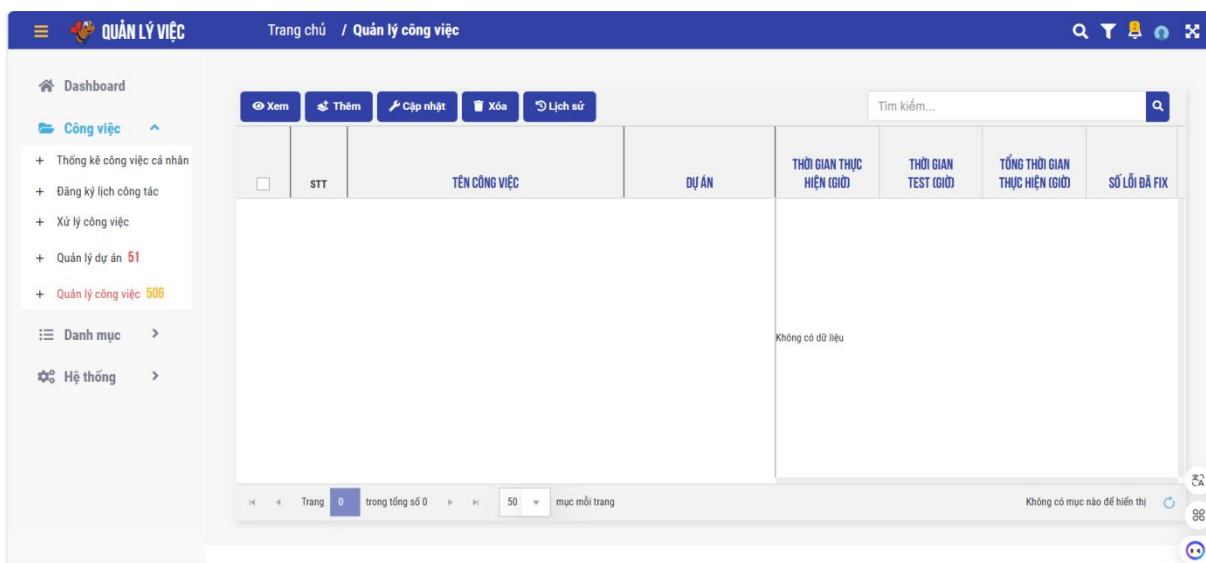 QUẢN LÝ VIỆC
Trang chủ / Quản lý công việc
2
Dashboard
Công việc
Thống kê công việc cá nhân
Đăng ký lịch công tác
Xử lý công việc
Quản lý dự án 51
Quản lý công việc 506
Danh mục
Hệ thống
Xem
Thêm
Cập nhật
Xóa
Lịch sử
Tìm kiếm...
STT
TÊN CÔNG VIỆC
DỰ ÁN
THỜI GIAN THỰC
HIỆN (GIỜ)
THỜI GIAN
TEST (GIỜ)
TỔNG THỜI GIAN
THỰC HIỆN (GIỜ)
SỐ LỖI ĐÃ FIX
Không có dữ liệu
Trang 0 trong tổng số 0
50 mục mỗi trang
Không có mục nào để hiển thị